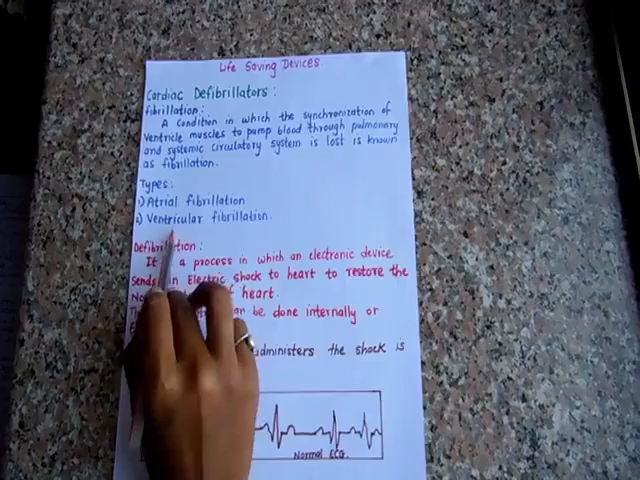 Life Saving Devices
Cardiac Defibrillators :
fibrillation :
A condition in which the synchronization of
ventricle muscles to pump blood through pulmonary
and systemic circulatory system is lost is known
as fibrillation.
Types :
1) Atrial fibrillation
2) Ventricular fibrillation.
Defibrillation :
It a process in which an electronic device
Sends an Electric shock to heart to restore the
heart.
can be done internally or
administers the shock is
Normal ECG.